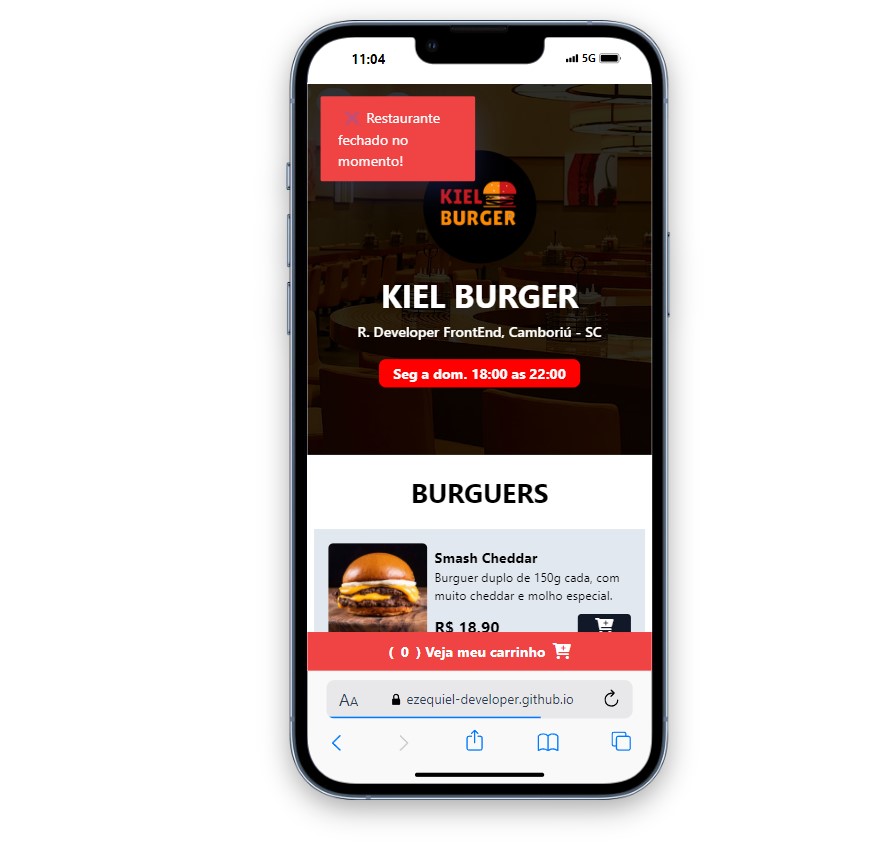 11:04
5G
Restaurante
fechado no
momento!
KIEL
BURGER
KIEL BURGER
R. Developer FrontEnd, Camboriú - SC
Seg a dom. 18:00 as 22:00
BURGUERS
Smash Cheddar
Burguer duplo de 150g cada, com
muito cheddar e molho especial.
R$ 18.90
( 0 ) Veja meu carrinho
AA ezequiel-developer.github.io